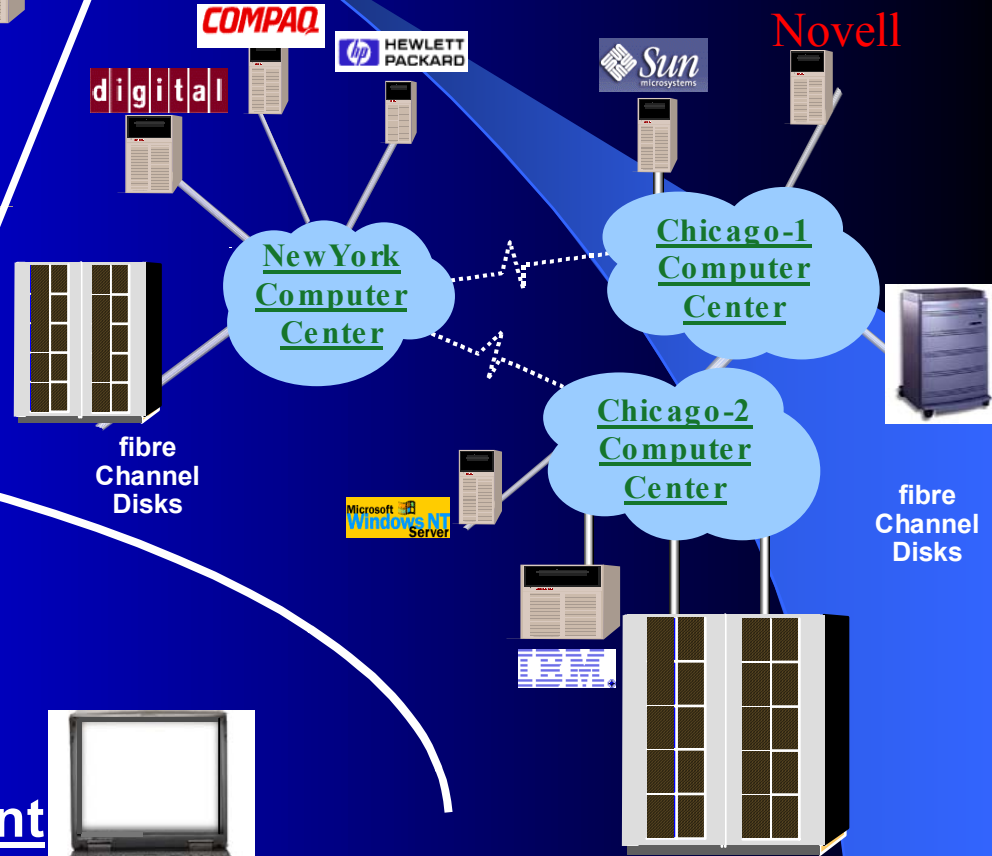 COMPAQ
HEWLETT
PACKARD
hp
digital
Sun
microsystems
Novell
NewYork
Computer
Center
Chicago-1
Computer
Center
Chicago-2
Computer
Center
fibre
Channel
Disks
Microsoft
Windows NT
Server
fibre
Channel
Disks
IBM
nt